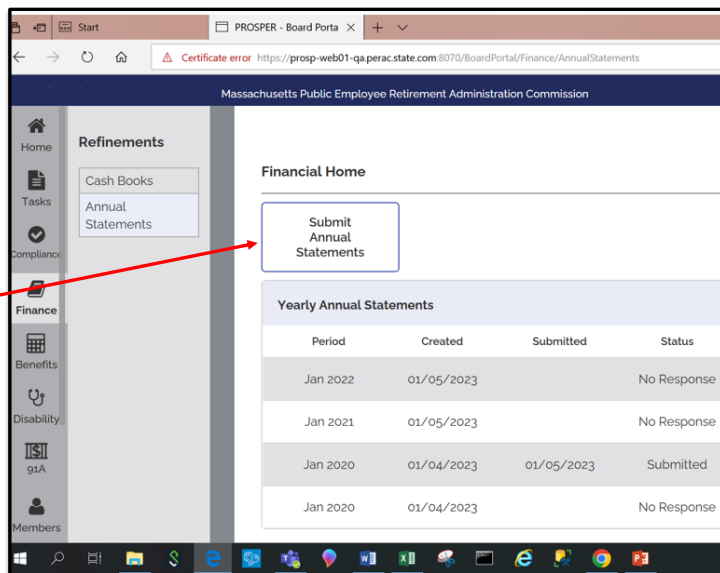 Start
PROSPER - Board Porta
Certificate error https://prosp-web01-qa.perac.state.com:8070/BoardPortal/Finance/AnnualStatements
Massachusetts Public Employee Retirement Administration Commission
Home
Tasks
Compliance
Finance
Benefits
Disability
91A
Members
Refinements
Cash Books
Annual
Statements
Financial Home
Submit
Annual
Statements
Yearly Annual Statements
Period Created Submitted Status
Jan 2022 01/05/2023 No Response
Jan 2021 01/05/2023 No Response
Jan 2020 01/04/2023 01/05/2023 Submitted
Jan 2020 01/04/2023 No Response